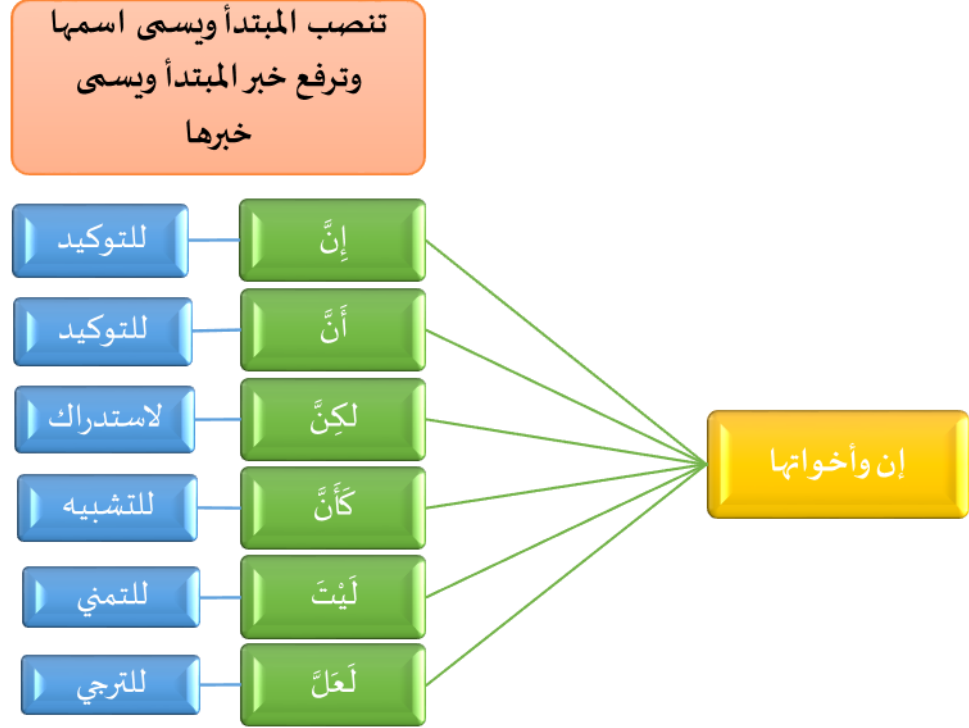 تنصب المبتدأ ويسمى اسمها
وترفع خبر المبتدأ ويسمى
خبرها
إن وأخواتها
إِنَّ
للتوكيد
أَنَّ
للتوكيد
لكِنَّ
لاستدراك
كَأَنَّ
للتشبيه
لَيْتَ
للتمني
لَعَلَّ
للترجي